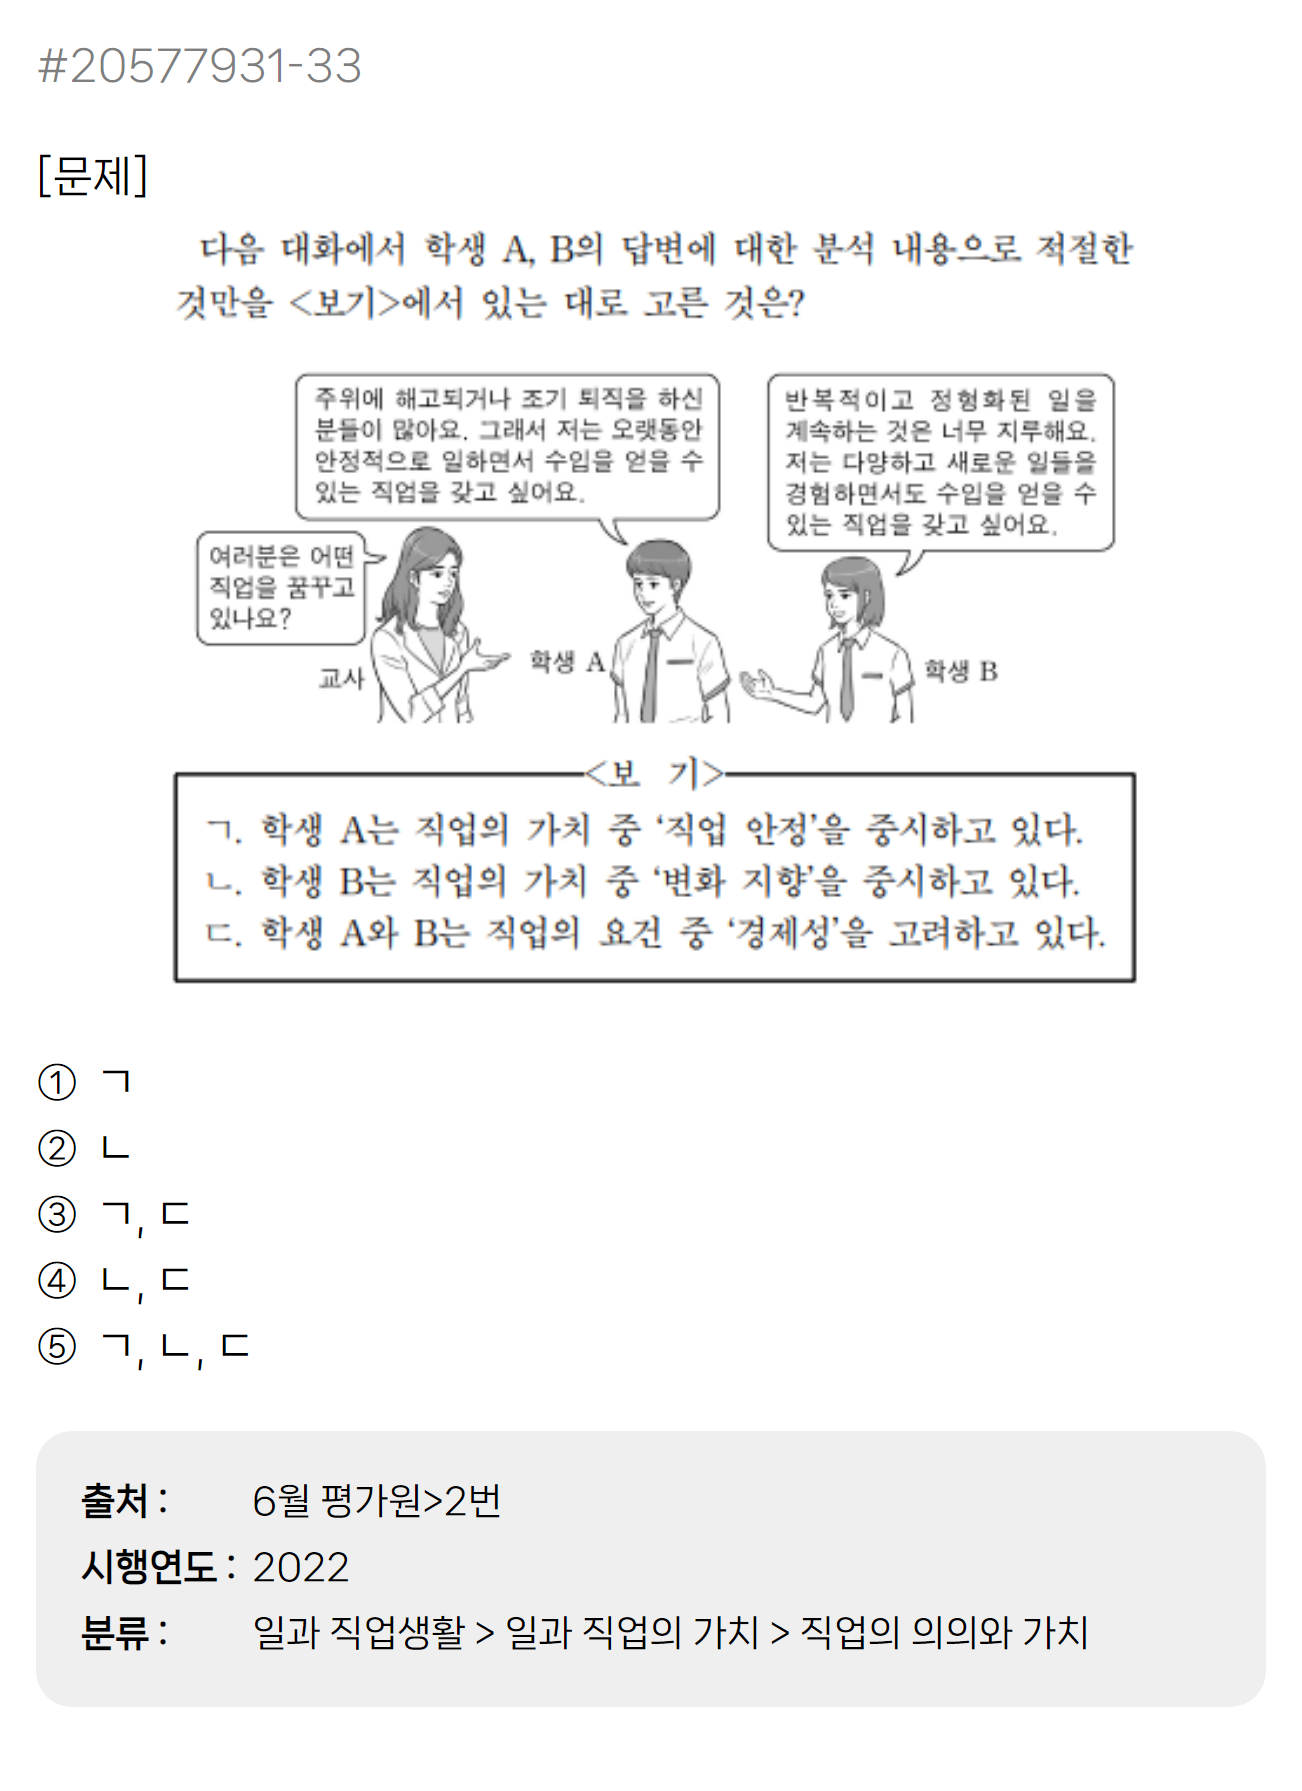 #20577931-33
[문제]
다음 대화에서 학생 A, B의 답변에 대한 분석 내용으로 적절한
것만을 <보기>에서 있는 대로 고른 것은?
주위에 해고되거나 조기 퇴직을 하신
분들이 많아요. 그래서 저는 오랫동안
안정적으로 일하면서 수입을 얻을 수
있는 직업을 갖고 싶어요.
반복적이고 정형화된 일을
계속하는 것은 너무 지루해요.
저는 다양하고 새로운 일들을
경험하면서도 수입을 얻을 수
있는 직업을 갖고 싶어요.
여러분은 어떤
직업을 꿈꾸고
있나요?
교사
학생 A
학생 B
<보 기>
ㄱ. 학생 A는 직업의 가치 중 ‘직업 안정’을 중시하고 있다.
ㄴ. 학생 B는 직업의 가치 중 ‘변화 지향’을 중시하고 있다.
ㄷ. 학생 A와 B는 직업의 요건 중 ‘경제성’을 고려하고 있다.
① ㄱ
② ㄴ
③ ㄱ, ㄷ
④ ㄴ, ㄷ
⑤ ㄱ, ㄴ, ㄷ
출처 : 6월 평가원>2번
시행연도 : 2022
분류 : 일과 직업생활 > 일과 직업의 가치 > 직업의 의의와 가치